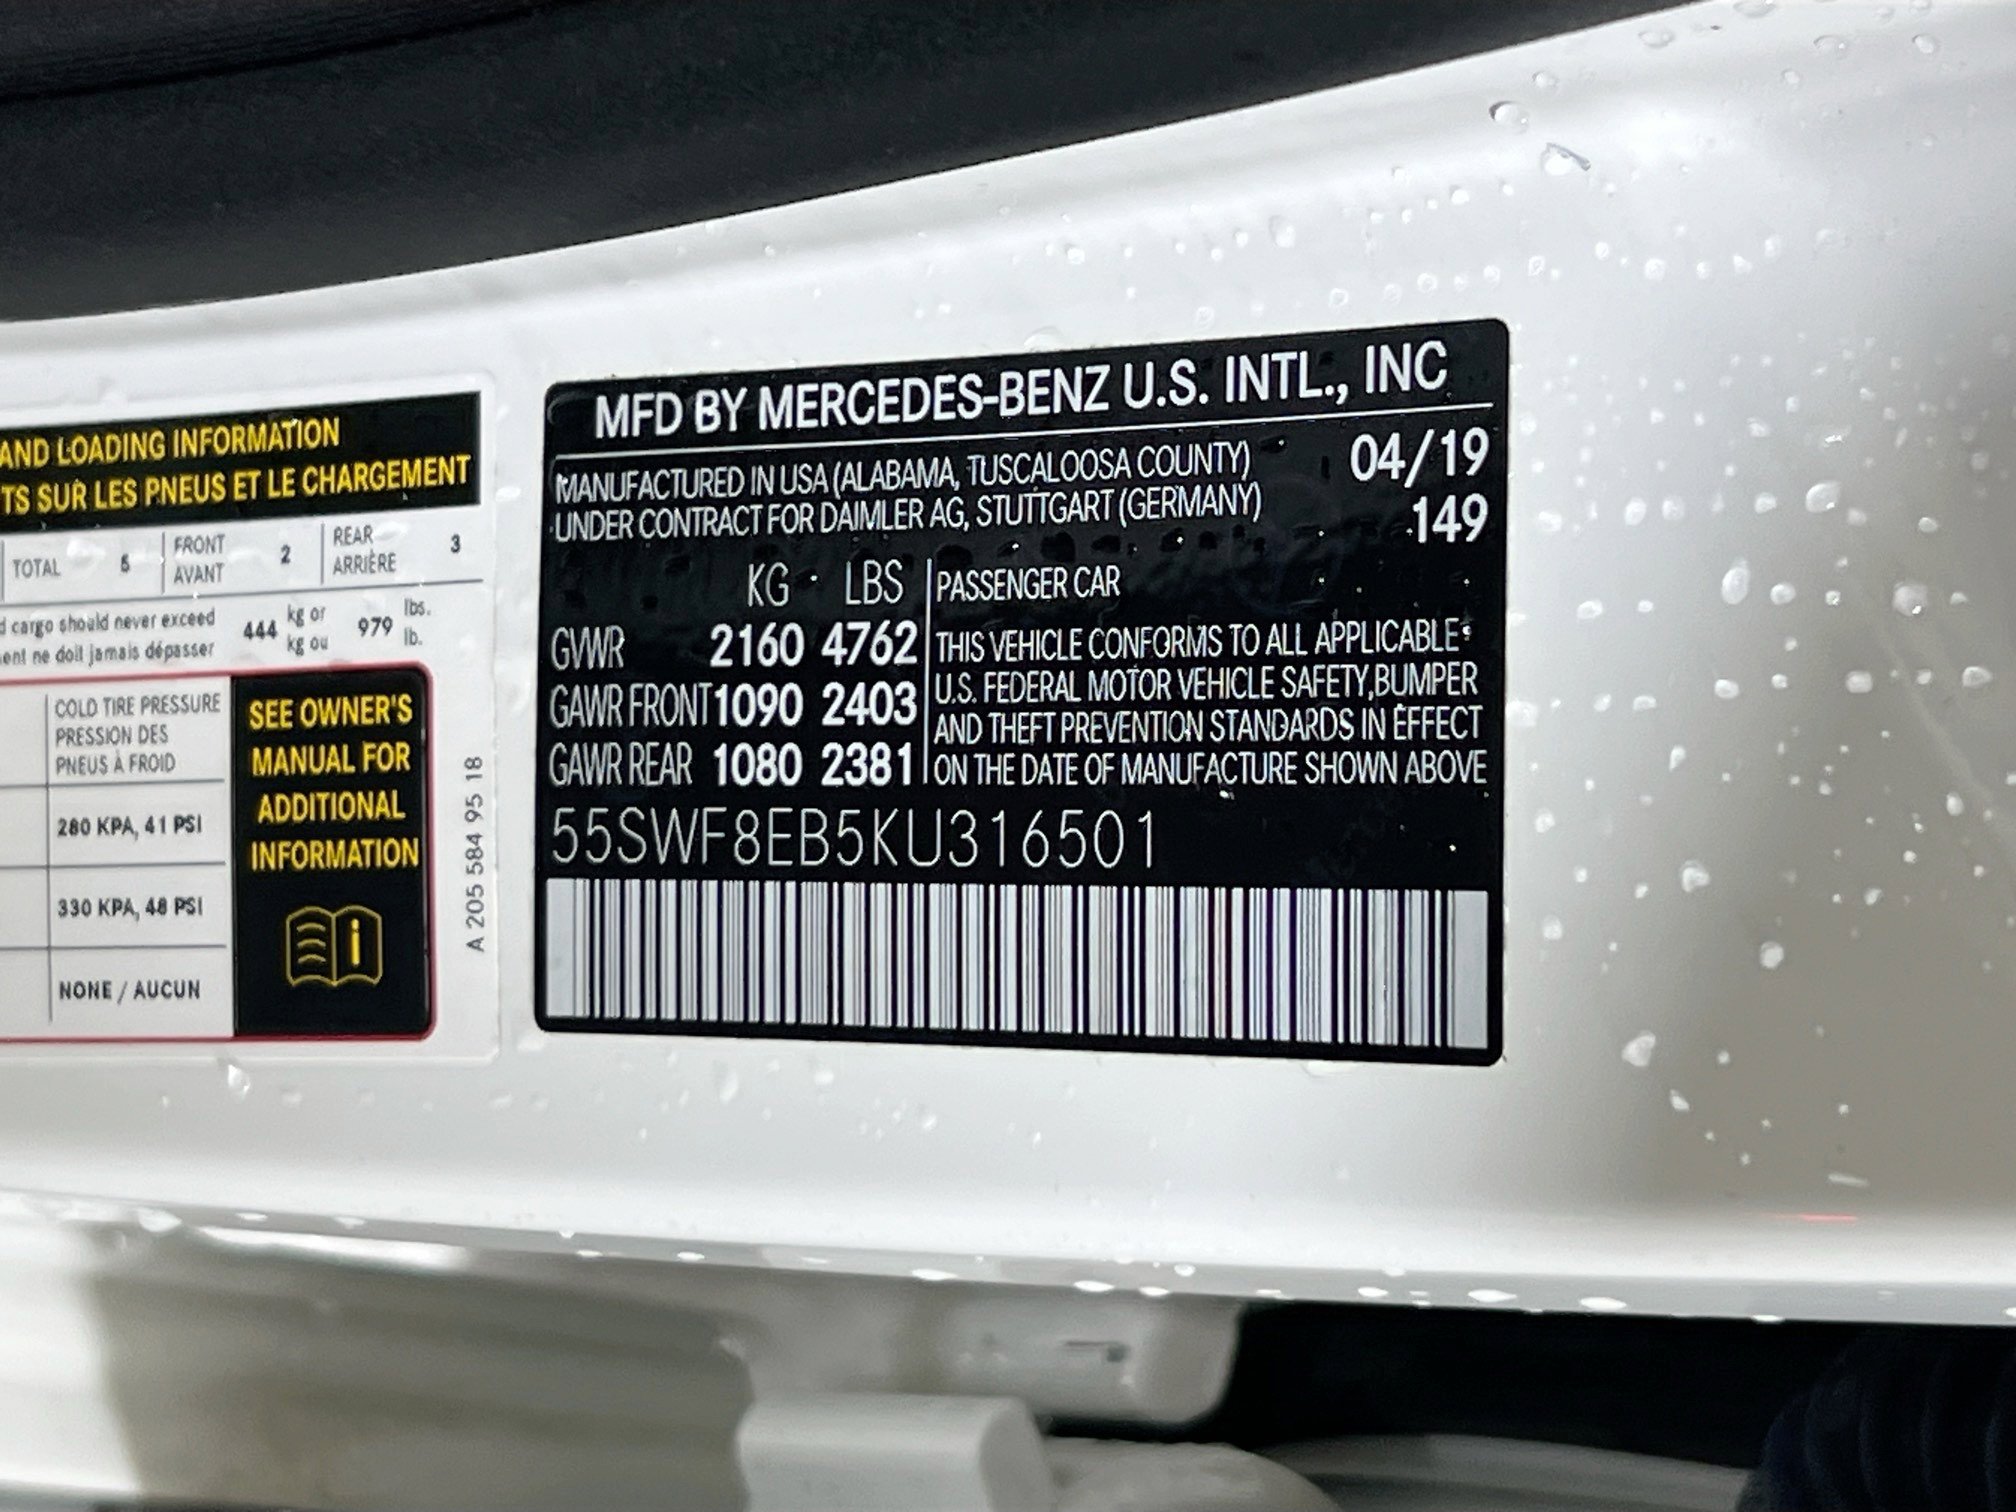 AND LOADING INFORMATION
TS SUR LES PNEUS ET LE CHARGEMENT
TOTAL 5 FRONT AVANT 2 REAR ARRIÈRE 3
d cargo should never exceed 444 kg or 979 lbs.
ent ne doit jamais dépasser kg ou lb.
COLD TIRE PRESSURE
PRESSION DES
PNEUS À FROID
280 KPA, 41 PSI
330 KPA, 48 PSI
NONE / AUCUN
SEE OWNER'S
MANUAL FOR
ADDITIONAL
INFORMATION
A 205 584 95 18
MFD BY MERCEDES-BENZ U.S. INTL., INC
MANUFACTURED IN USA (ALABAMA, TUSCALOOSA COUNTY) 04/19
UNDER CONTRACT FOR DAIMLER AG, STUTTGART (GERMANY) 149
KG LBS
GVWR 2160 4762
GAWR FRONT 1090 2403
GAWR REAR 1080 2381
PASSENGER CAR
THIS VEHICLE CONFORMS TO ALL APPLICABLE
U.S. FEDERAL MOTOR VEHICLE SAFETY, BUMPER
AND THEFT PREVENTION STANDARDS IN EFFECT
ON THE DATE OF MANUFACTURE SHOWN ABOVE
55SWF8EB5KU316501